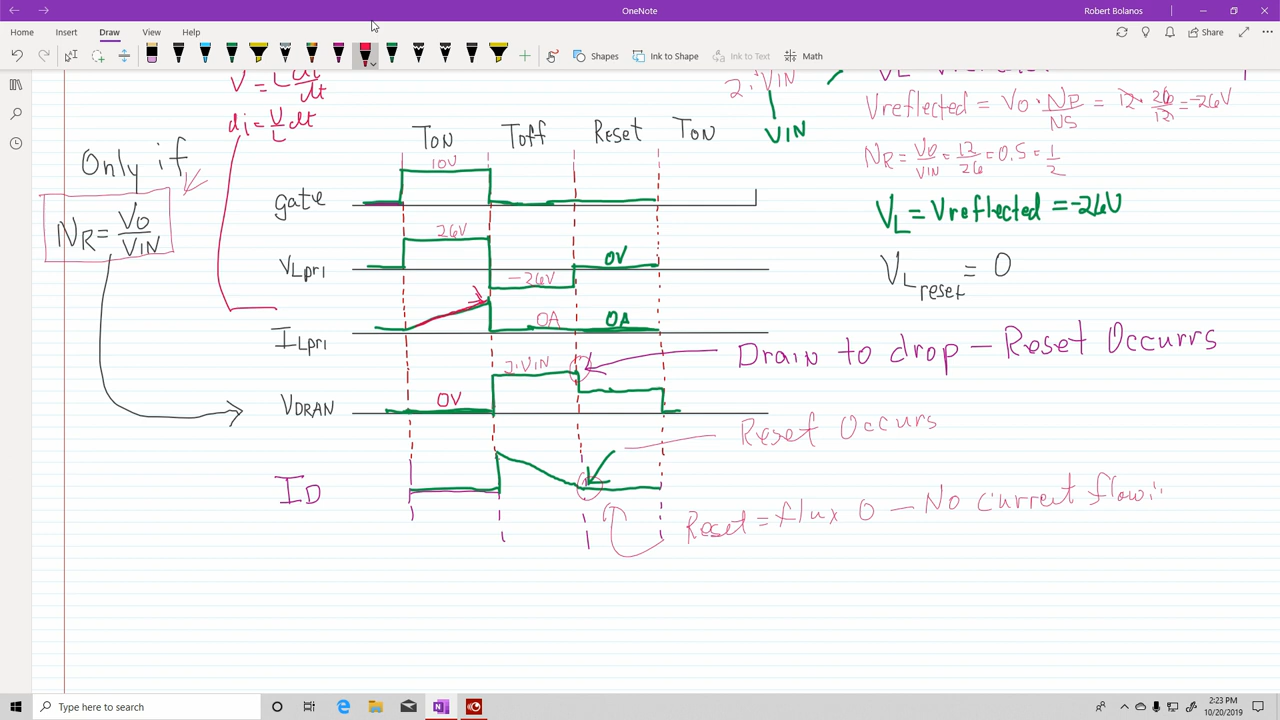 OneNote
Robert Bolanos
Home Insert Draw View Help
Share
Shapes
Ink to Shape
Ink to Text
Math
V = L di/dt
di = V/L dt
2·VIN
VIN
Vreflected = VO · NP/NS = 12 · 26/12 = -26V
NR = VO/VIN = 12/26 = 0.5 = 1/2
VL = Vreflected = -26V
VL reset = 0
Only if
NR = VO/VIN
TON Toff Reset TON
10V
gate
26V
VLpri
-26V
0V
ILpri
0A
0A
Drain to drop - Reset Occurrs
2·VIN
VDRAN
0V
Reset Occurs
ID
Reset = flux 0 - No current flowi
Type here to search
2:23 PM
10/20/2019